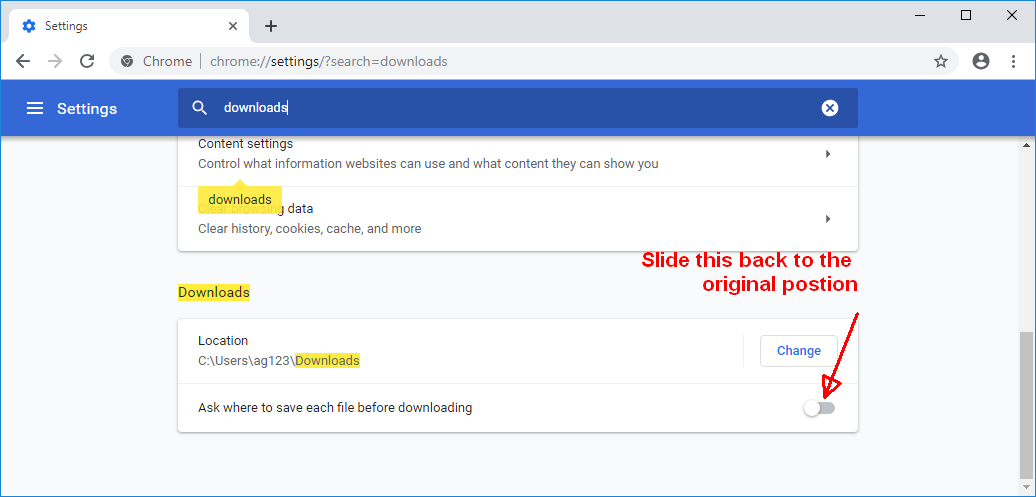 Settings
Chrome
chrome://settings/?search=downloads
Settings
downloads
Content settings
Control what information websites can use and what content they can show you
downloads
Clear browsing data
Clear history, cookies, cache, and more
Slide this back to the
original postion
Downloads
Location
C:\Users\ag123\Downloads
Change
Ask where to save each file before downloading